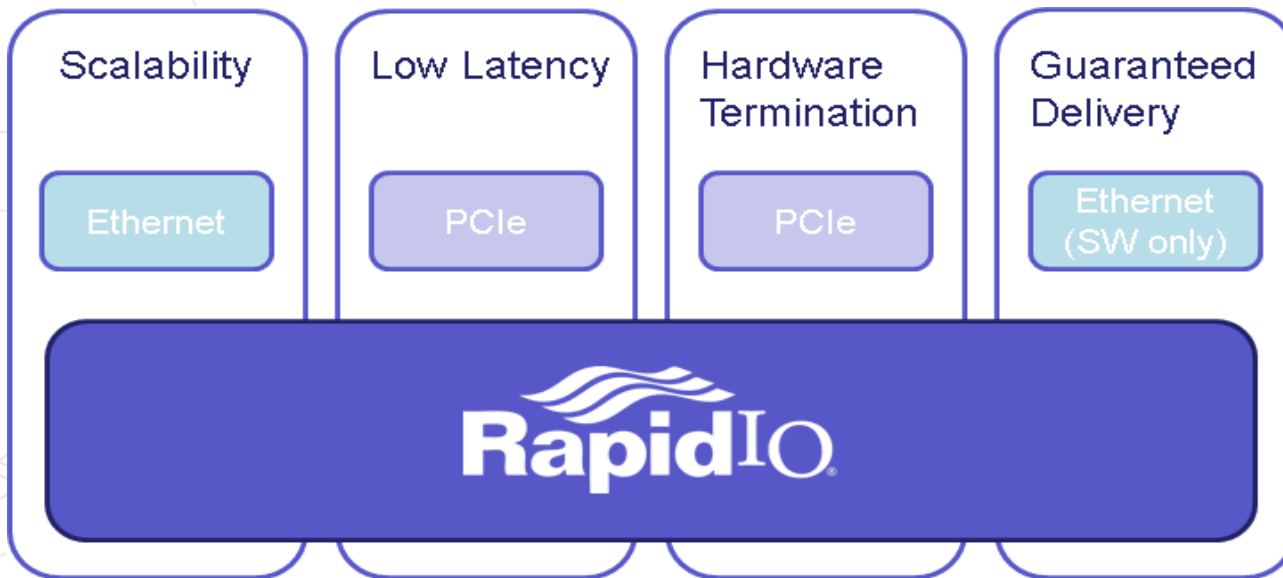 Scalability
Low Latency
Hardware
Termination
Guaranteed
Delivery
Ethernet
PCIe
PCIe
Ethernet
(SW only)
RapidIO®